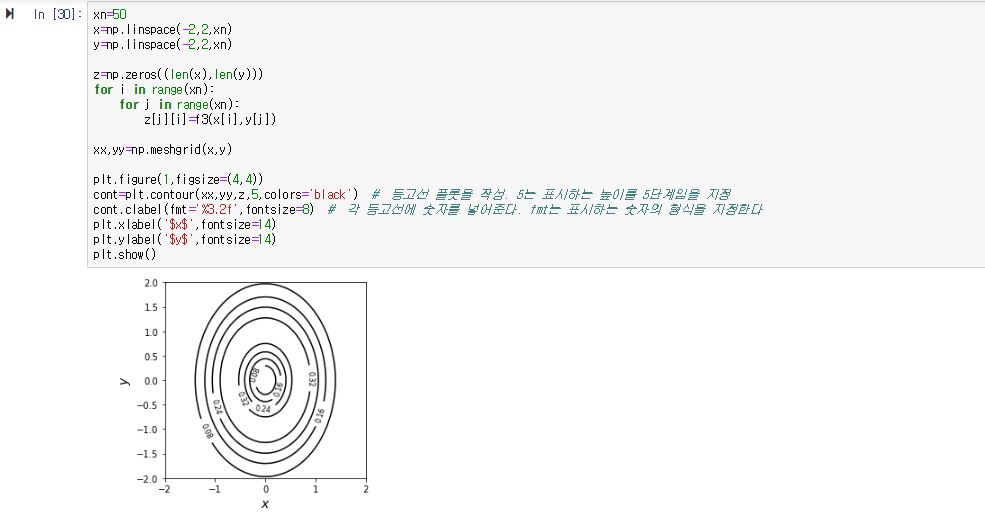 In [30]:
xn=50
x=np.linspace(-2,2,xn)
y=np.linspace(-2,2,xn)
z=np.zeros((len(x),len(y)))
for i in range(xn):
    for j in range(xn):
        z[j][i]=f3(x[i],y[j])
xx,yy=np.meshgrid(x,y)
plt.figure(1,figsize=(4,4))
cont=plt.contour(xx,yy,z,5,colors='black')  #  등고선 플롯을 작성. 5는 표시하는 높이를 5단계임을 지정
cont.clabel(fmt='%3.2f',fontsize=8)  #  각 등고선에 숫자를 넣어준다. fmt는 표시하는 숫자의 형식을 지정한다
plt.xlabel('$x$',fontsize=14)
plt.ylabel('$y$',fontsize=14)
plt.show()
2.0
1.5
1.0
0.5
0.0
−0.5
−1.0
−1.5
−2.0
y
0.08
0.16
0.32
0.32
0.24
0.24
0.16
0.08
−2 −1 0 1 2
x